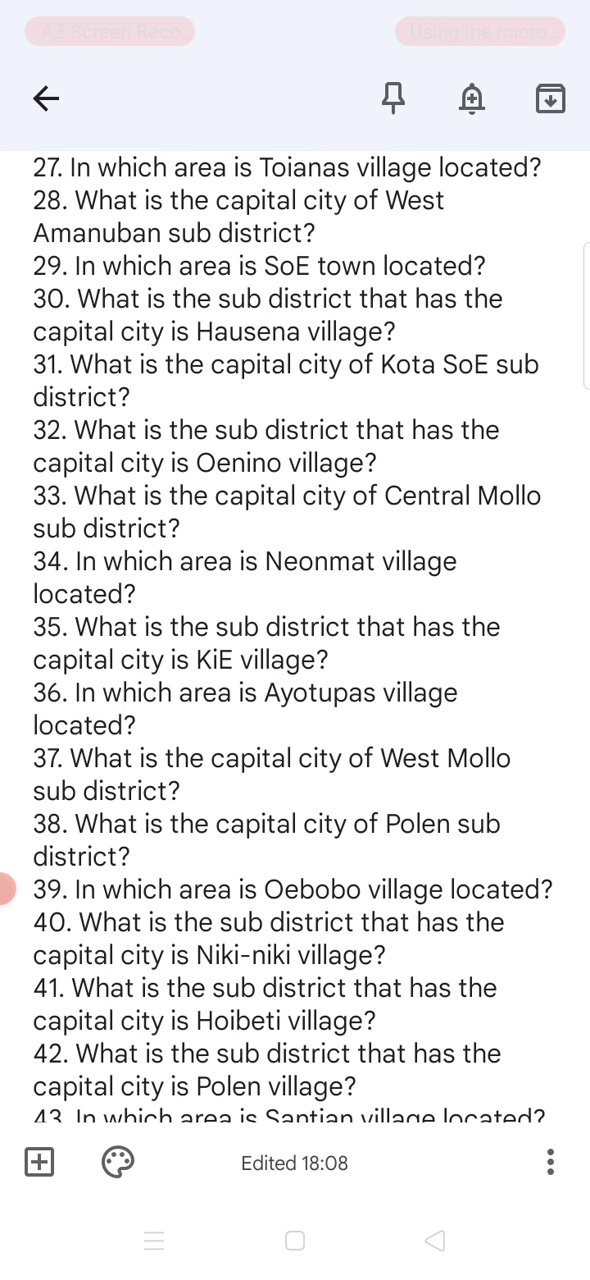 AZ Screen Reco...
Using the micro...
27. In which area is Toianas village located?
28. What is the capital city of West
Amanuban sub district?
29. In which area is SoE town located?
30. What is the sub district that has the
capital city is Hausena village?
31. What is the capital city of Kota SoE sub
district?
32. What is the sub district that has the
capital city is Oenino village?
33. What is the capital city of Central Mollo
sub district?
34. In which area is Neonmat village
located?
35. What is the sub district that has the
capital city is KiE village?
36. In which area is Ayotupas village
located?
37. What is the capital city of West Mollo
sub district?
38. What is the capital city of Polen sub
district?
39. In which area is Oebobo village located?
40. What is the sub district that has the
capital city is Niki-niki village?
41. What is the sub district that has the
capital city is Hoibeti village?
42. What is the sub district that has the
capital city is Polen village?
43. In which area is Santian village located?
Edited 18:08